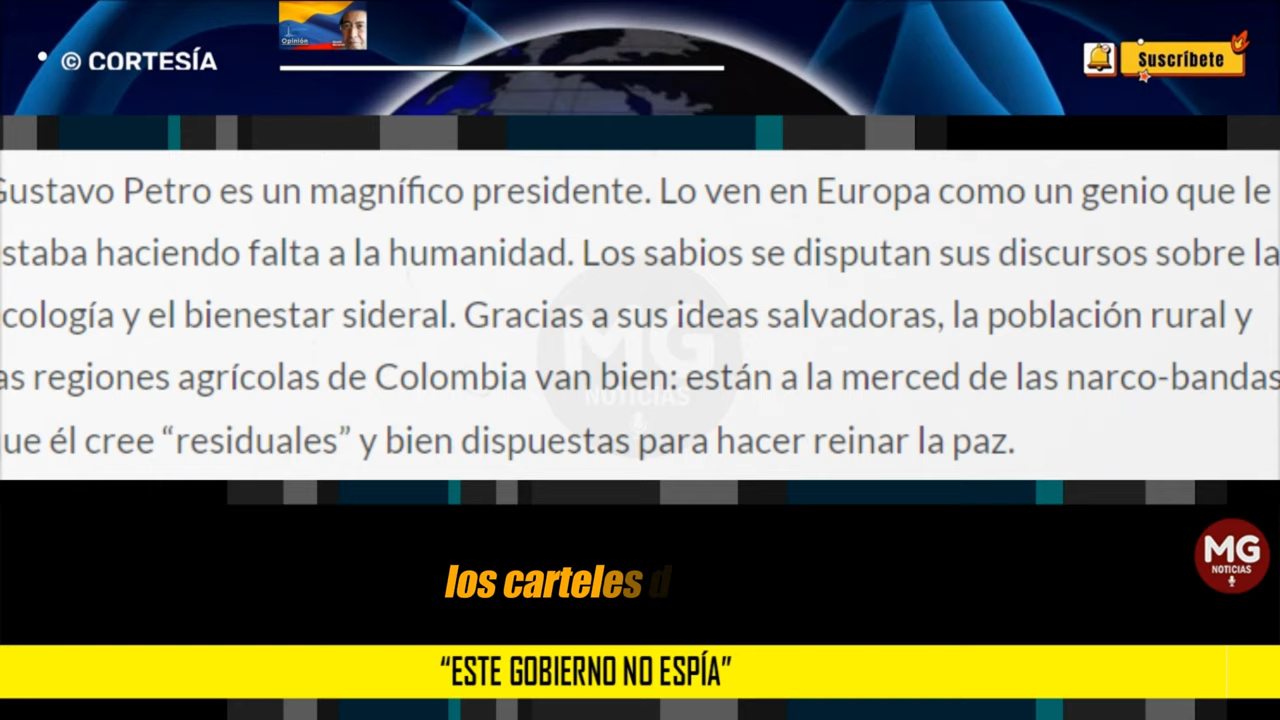 Opinión
© CORTESÍA
Suscríbete
Gustavo Petro es un magnífico presidente. Lo ven en Europa como un genio que le
staba haciendo falta a la humanidad. Los sabios se disputan sus discursos sobre la
cología y el bienestar sideral. Gracias a sus ideas salvadoras, la población rural y
as regiones agrícolas de Colombia van bien: están a la merced de las narco-bandas
ue él cree “residuales” y bien dispuestas para hacer reinar la paz.
MG
NOTICIAS
los carteles d
MG
NOTICIAS
“ESTE GOBIERNO NO ESPÍA”